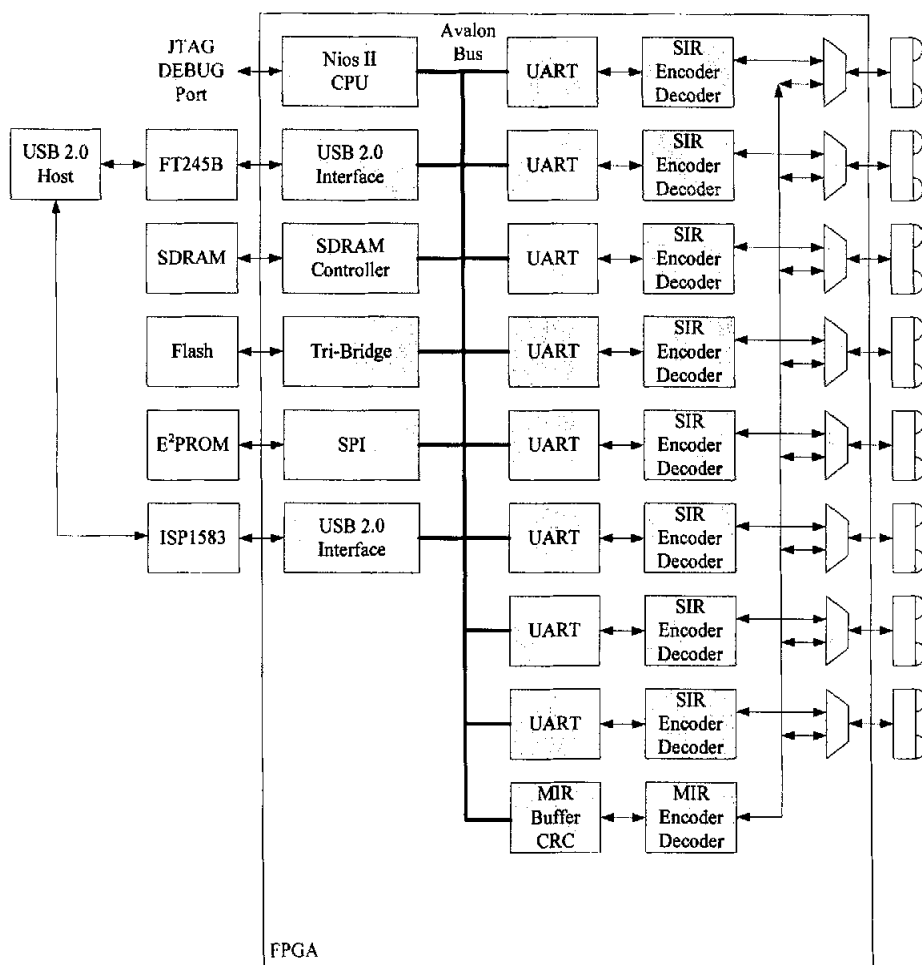 Avalon
Bus
JTAG
DEBUG
Port
Nios II
CPU
UART
SIR
Encoder
Decoder
USB 2.0
Host
FT245B
USB 2.0
Interface
UART
SIR
Encoder
Decoder
SDRAM
SDRAM
Controller
UART
SIR
Encoder
Decoder
Flash
Tri-Bridge
UART
SIR
Encoder
Decoder
E²PROM
SPI
UART
SIR
Encoder
Decoder
ISP1583
USB 2.0
Interface
UART
SIR
Encoder
Decoder
UART
SIR
Encoder
Decoder
UART
SIR
Encoder
Decoder
MIR
Buffer
CRC
MIR
Encoder
Decoder
FPGA